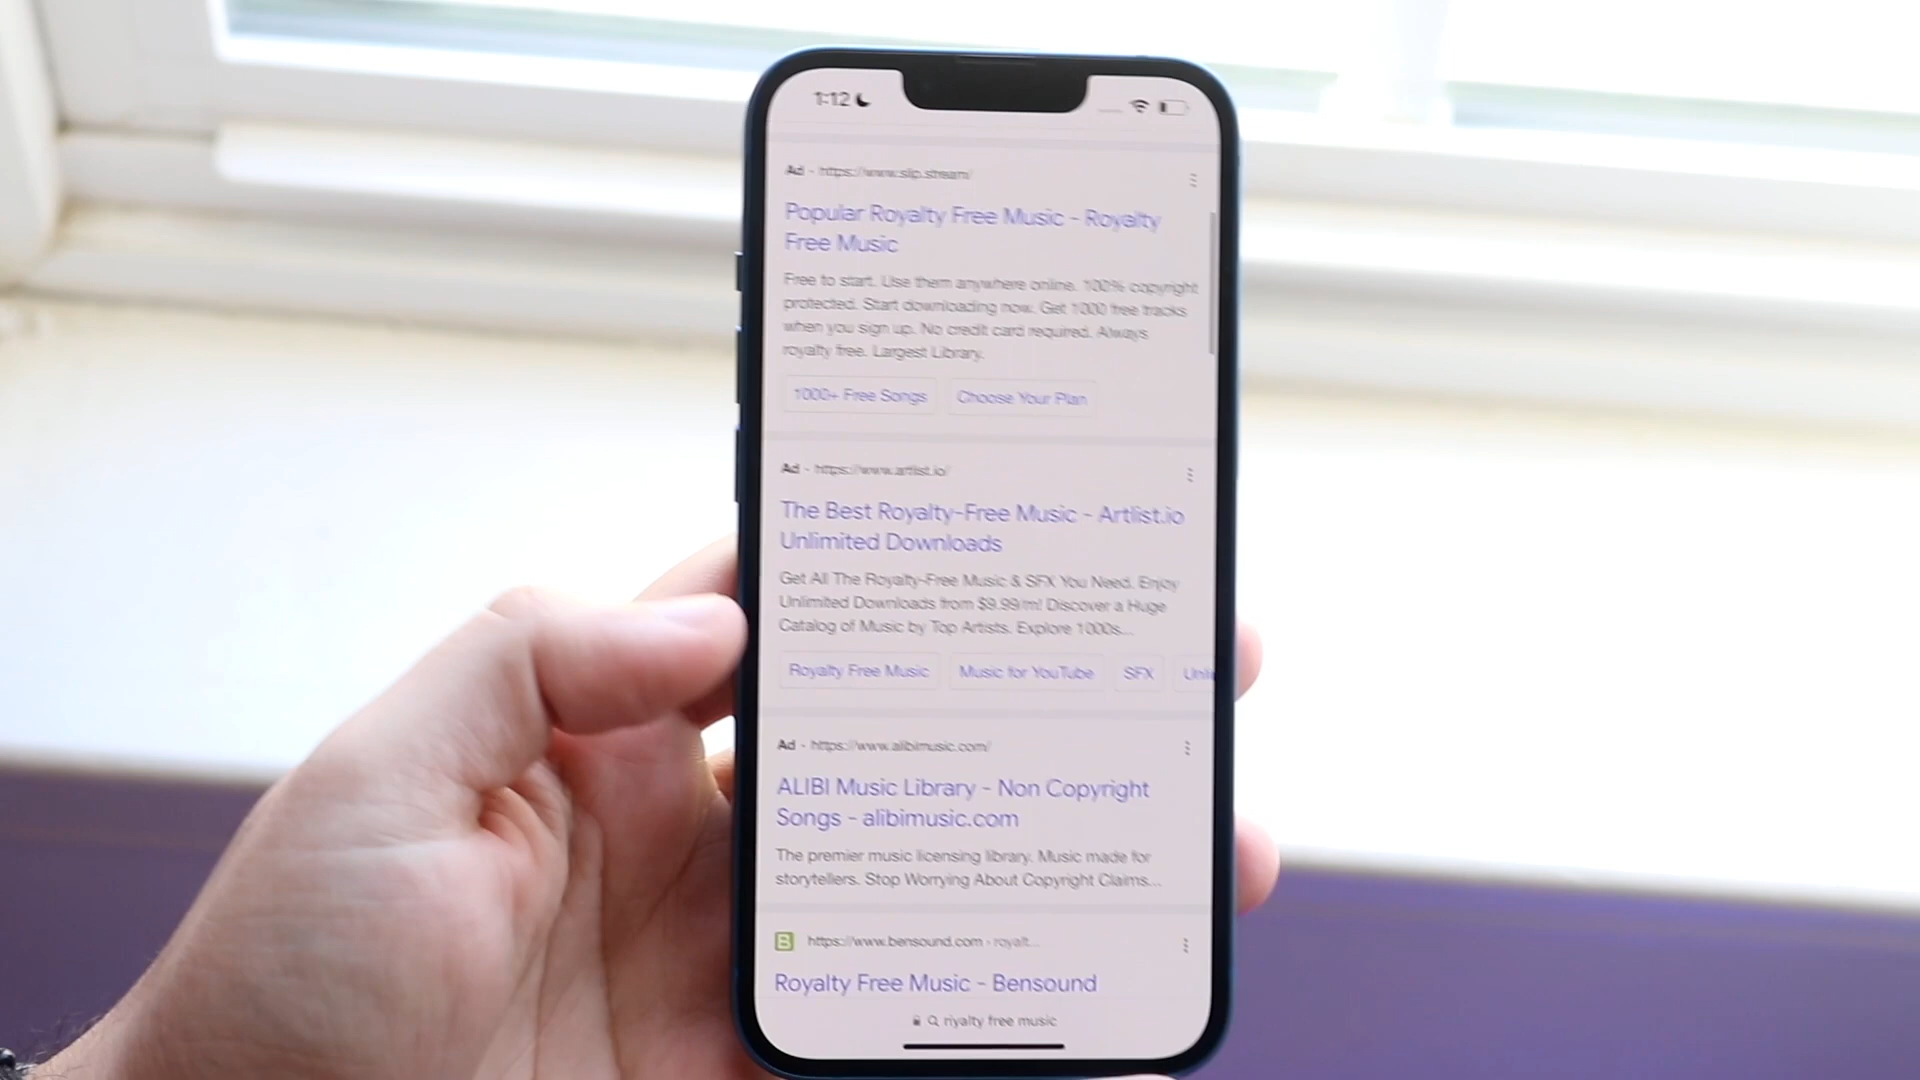 1:12
Ad - https://www.slip.stream/
Popular Royalty Free Music - Royalty
Free Music
Free to start. Use them anywhere online. 100% copyright
protected. Start downloading now. Get 1000 free tracks
when you sign up. No credit card required. Always
royalty free. Largest Library.
1000+ Free Songs Choose Your Plan
Ad - https://www.artlist.io/
The Best Royalty-Free Music - Artlist.io
Unlimited Downloads
Get All The Royalty-Free Music & SFX You Need. Enjoy
Unlimited Downloads from $9.99/m! Discover a Huge
Catalog of Music by Top Artists. Explore 1000s...
Royalty Free Music Music for YouTube SFX Unli
Ad - https://www.alibimusic.com/
ALIBI Music Library - Non Copyright
Songs - alibimusic.com
The premier music licensing library. Music made for
storytellers. Stop Worrying About Copyright Claims...
B https://www.bensound.com › royalt...
Royalty Free Music - Bensound
riyalty free music